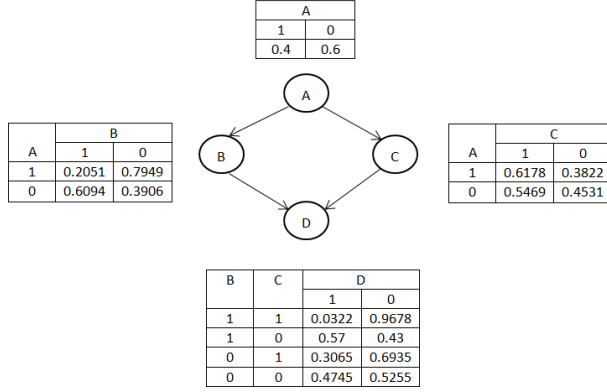 A
1 0
0.4 0.6
A
B
A 1 0
1 0.2051 0.7949
0 0.6094 0.3906
B
C
C
A 1 0
1 0.6178 0.3822
0 0.5469 0.4531
D
B C D
1 0
1 1 0.0322 0.9678
1 0 0.57 0.43
0 1 0.3065 0.6935
0 0 0.4745 0.5255